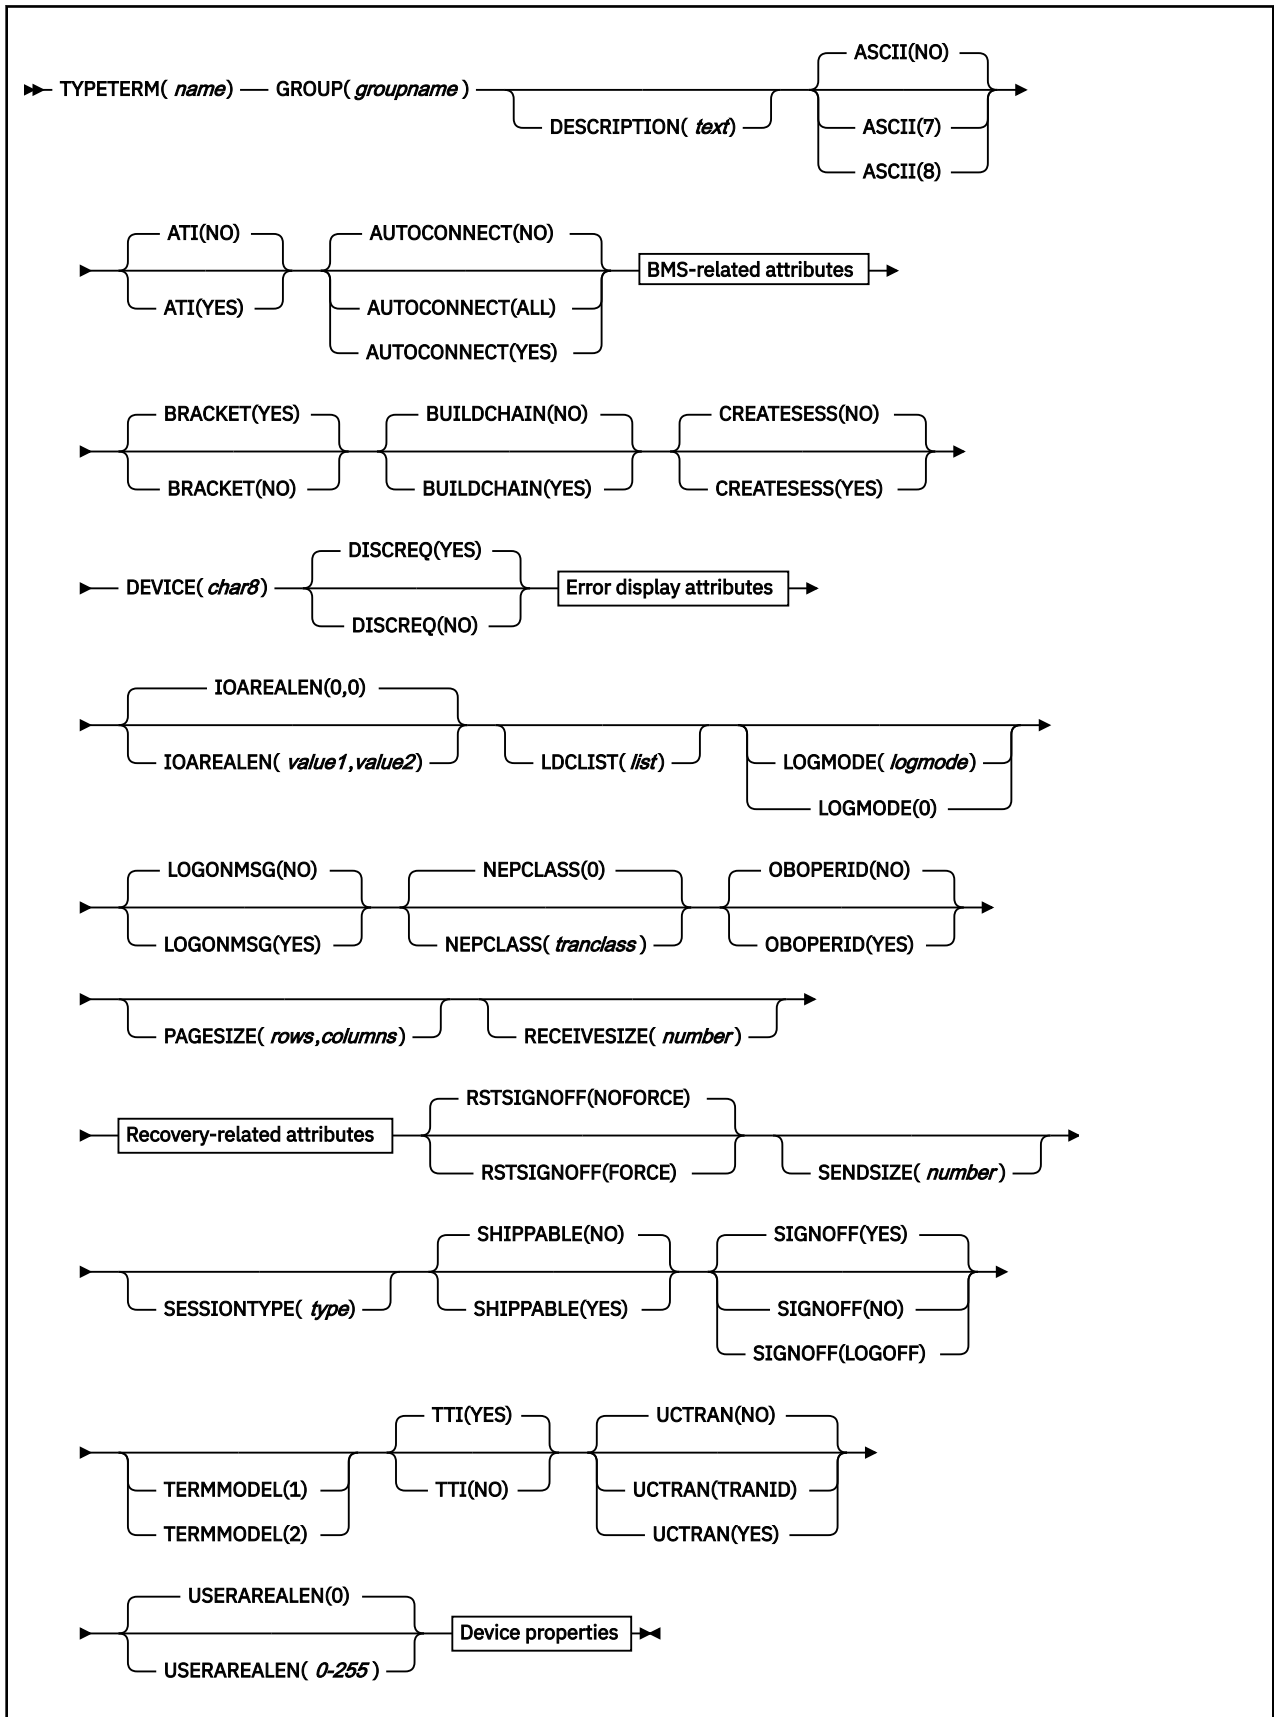 ASCII(NO)
TYPETERM( name) GROUP( groupname )
DESCRIPTION( text) ASCII(7)
ASCII(8)
ATI(NO) AUTOCONNECT(NO)
BMS-related attributes
ATI(YES) AUTOCONNECT(ALL)
AUTOCONNECT(YES)
BRACKET(YES) BUILDCHAIN(NO) CREATESESS(NO)
BRACKET(NO) BUILDCHAIN(YES) CREATESESS(YES)
DISCREQ(YES)
DEVICE( char8) Error display attributes
DISCREQ(NO)
IOAREALEN(0,0)
IOAREALEN( value1,value2) LDCLIST( list) LOGMODE( logmode)
LOGMODE(0)
LOGONMSG(NO) NEPCLASS(0) OBOPERID(NO)
LOGONMSG(YES) NEPCLASS( tranclass ) OBOPERID(YES)
PAGESIZE( rows,columns) RECEIVESIZE( number )
RSTSIGNOFF(NOFORCE)
Recovery-related attributes
RSTSIGNOFF(FORCE) SENDSIZE( number )
SHIPPABLE(NO) SIGNOFF(YES)
SESSIONTYPE( type) SHIPPABLE(YES) SIGNOFF(NO)
SIGNOFF(LOGOFF)
TTI(YES) UCTRAN(NO)
TERMMODEL(1) TTI(NO) UCTRAN(TRANID)
TERMMODEL(2) UCTRAN(YES)
USERAREALEN(0)
Device properties
USERAREALEN( 0-255 )